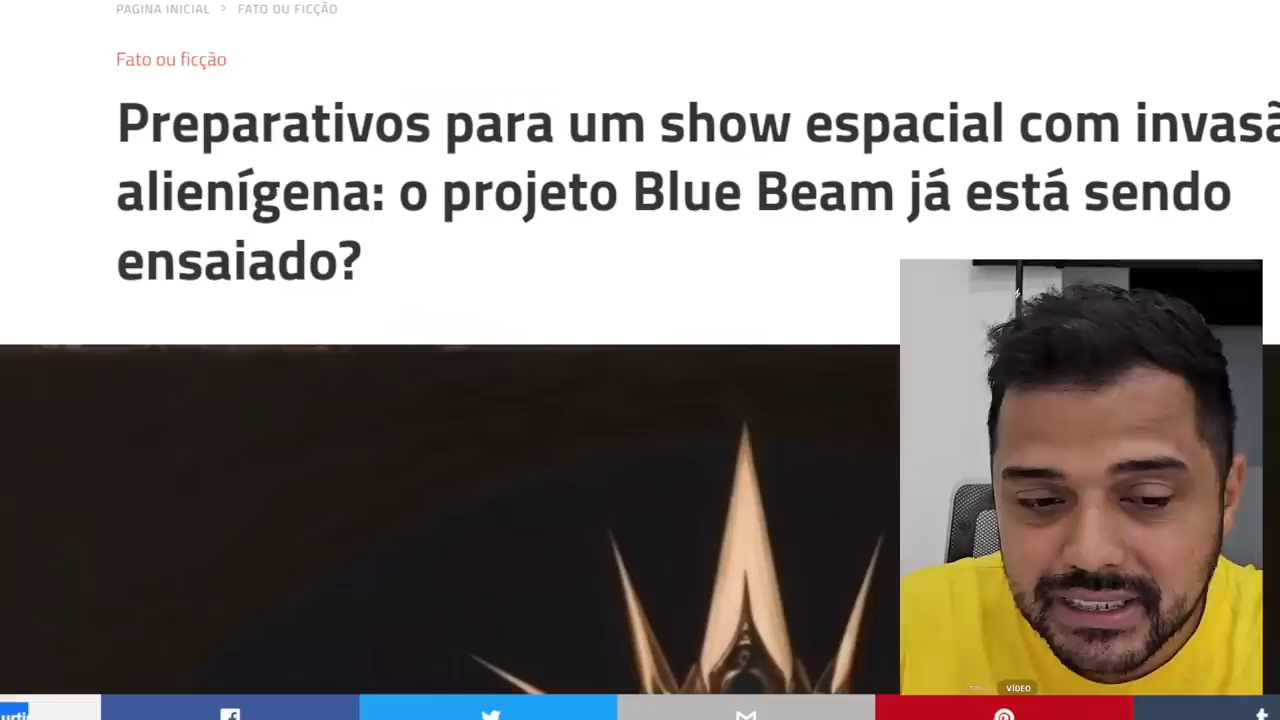 PAGINA INICIAL > FATO OU FICÇÃO
Fato ou ficção
Preparativos para um show espacial com invasã
alienígena: o projeto Blue Beam já está sendo
ensaiado?
VÍDEO